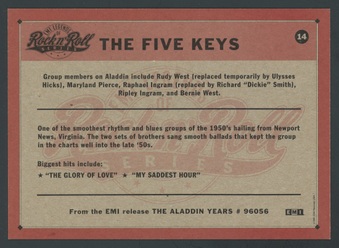 THE LEGENDS OF
Rock n' Roll
SERIES
THE FIVE KEYS
14
Group members on Aladdin include Rudy West (replaced temporarily by Ulysses
Hicks), Maryland Pierce, Raphael Ingram (replaced by Richard "Dickie" Smith),
Ripley Ingram, and Bernie West.
One of the smoothest rhythm and blues groups of the 1950's hailing from Newport
News, Virginia. The two sets of brothers sang smooth ballads that kept the group
in the charts well into the late '50s.
Biggest hits include:
★ "THE GLORY OF LOVE" ★ "MY SADDEST HOUR"
From the EMI release THE ALADDIN YEARS # 96056
EMI